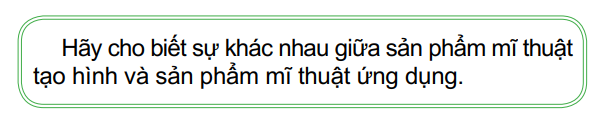 Hãy cho biết sự khác nhau giữa sản phẩm mĩ thuật
tạo hình và sản phẩm mĩ thuật ứng dụng.